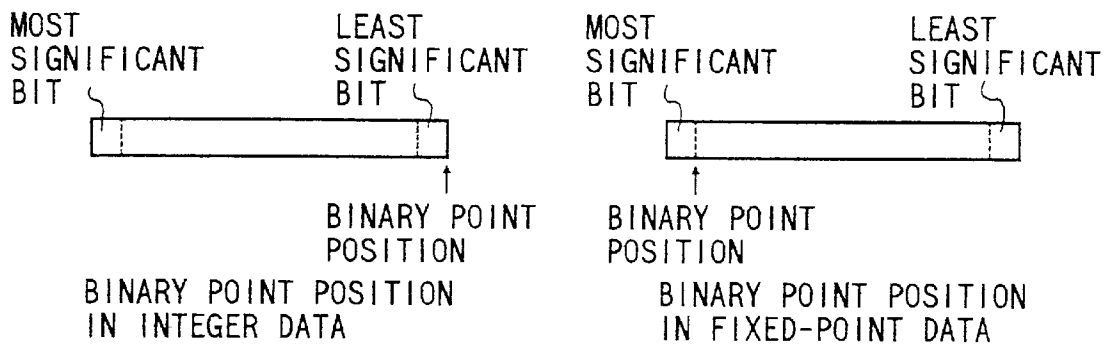 MOST
SIGNIFICANT
BIT
LEAST
SIGNIFICANT
BIT
BINARY POINT
POSITION
BINARY POINT POSITION
IN INTEGER DATA
MOST
SIGNIFICANT
BIT
LEAST
SIGNIFICANT
BIT
BINARY POINT
POSITION
BINARY POINT POSITION
IN FIXED-POINT DATA